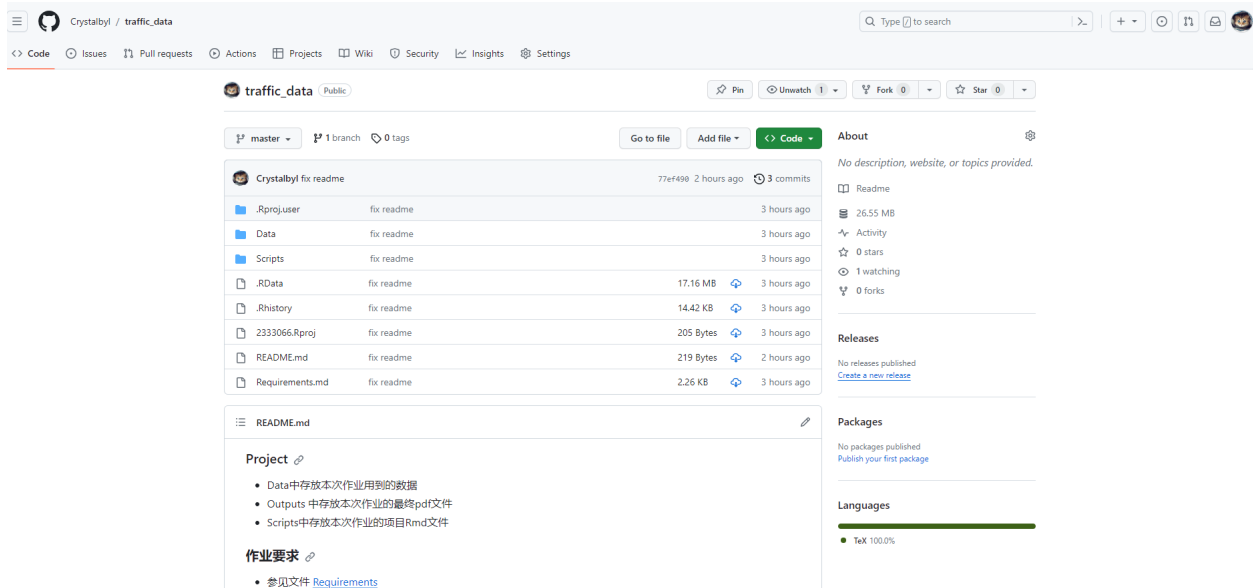 Crystalbyl / traffic_data
Type / to search
Code Issues Pull requests Actions Projects Wiki Security Insights Settings
traffic_data Public
Pin Unwatch 1 Fork 0 Star 0
master 1 branch 0 tags
Go to file Add file Code
Crystalbyl fix readme 77ef490 2 hours ago 3 commits
.Rproj.user fix readme 3 hours ago
Data fix readme 3 hours ago
Scripts fix readme 3 hours ago
.RData fix readme 17.16 MB 3 hours ago
.Rhistory fix readme 14.42 KB 3 hours ago
2333066.Rproj fix readme 205 Bytes 3 hours ago
README.md fix readme 219 Bytes 2 hours ago
Requirements.md fix readme 2.26 KB 3 hours ago
README.md
Project
Data中存放本次作业用到的数据
Outputs 中存放本次作业的最终pdf文件
Scripts中存放本次作业的项目Rmd文件
作业要求
参见文件 Requirements
About
No description, website, or topics provided.
Readme
26.55 MB
Activity
0 stars
1 watching
0 forks
Releases
No releases published
Create a new release
Packages
No packages published
Publish your first package
Languages
TeX 100.0%